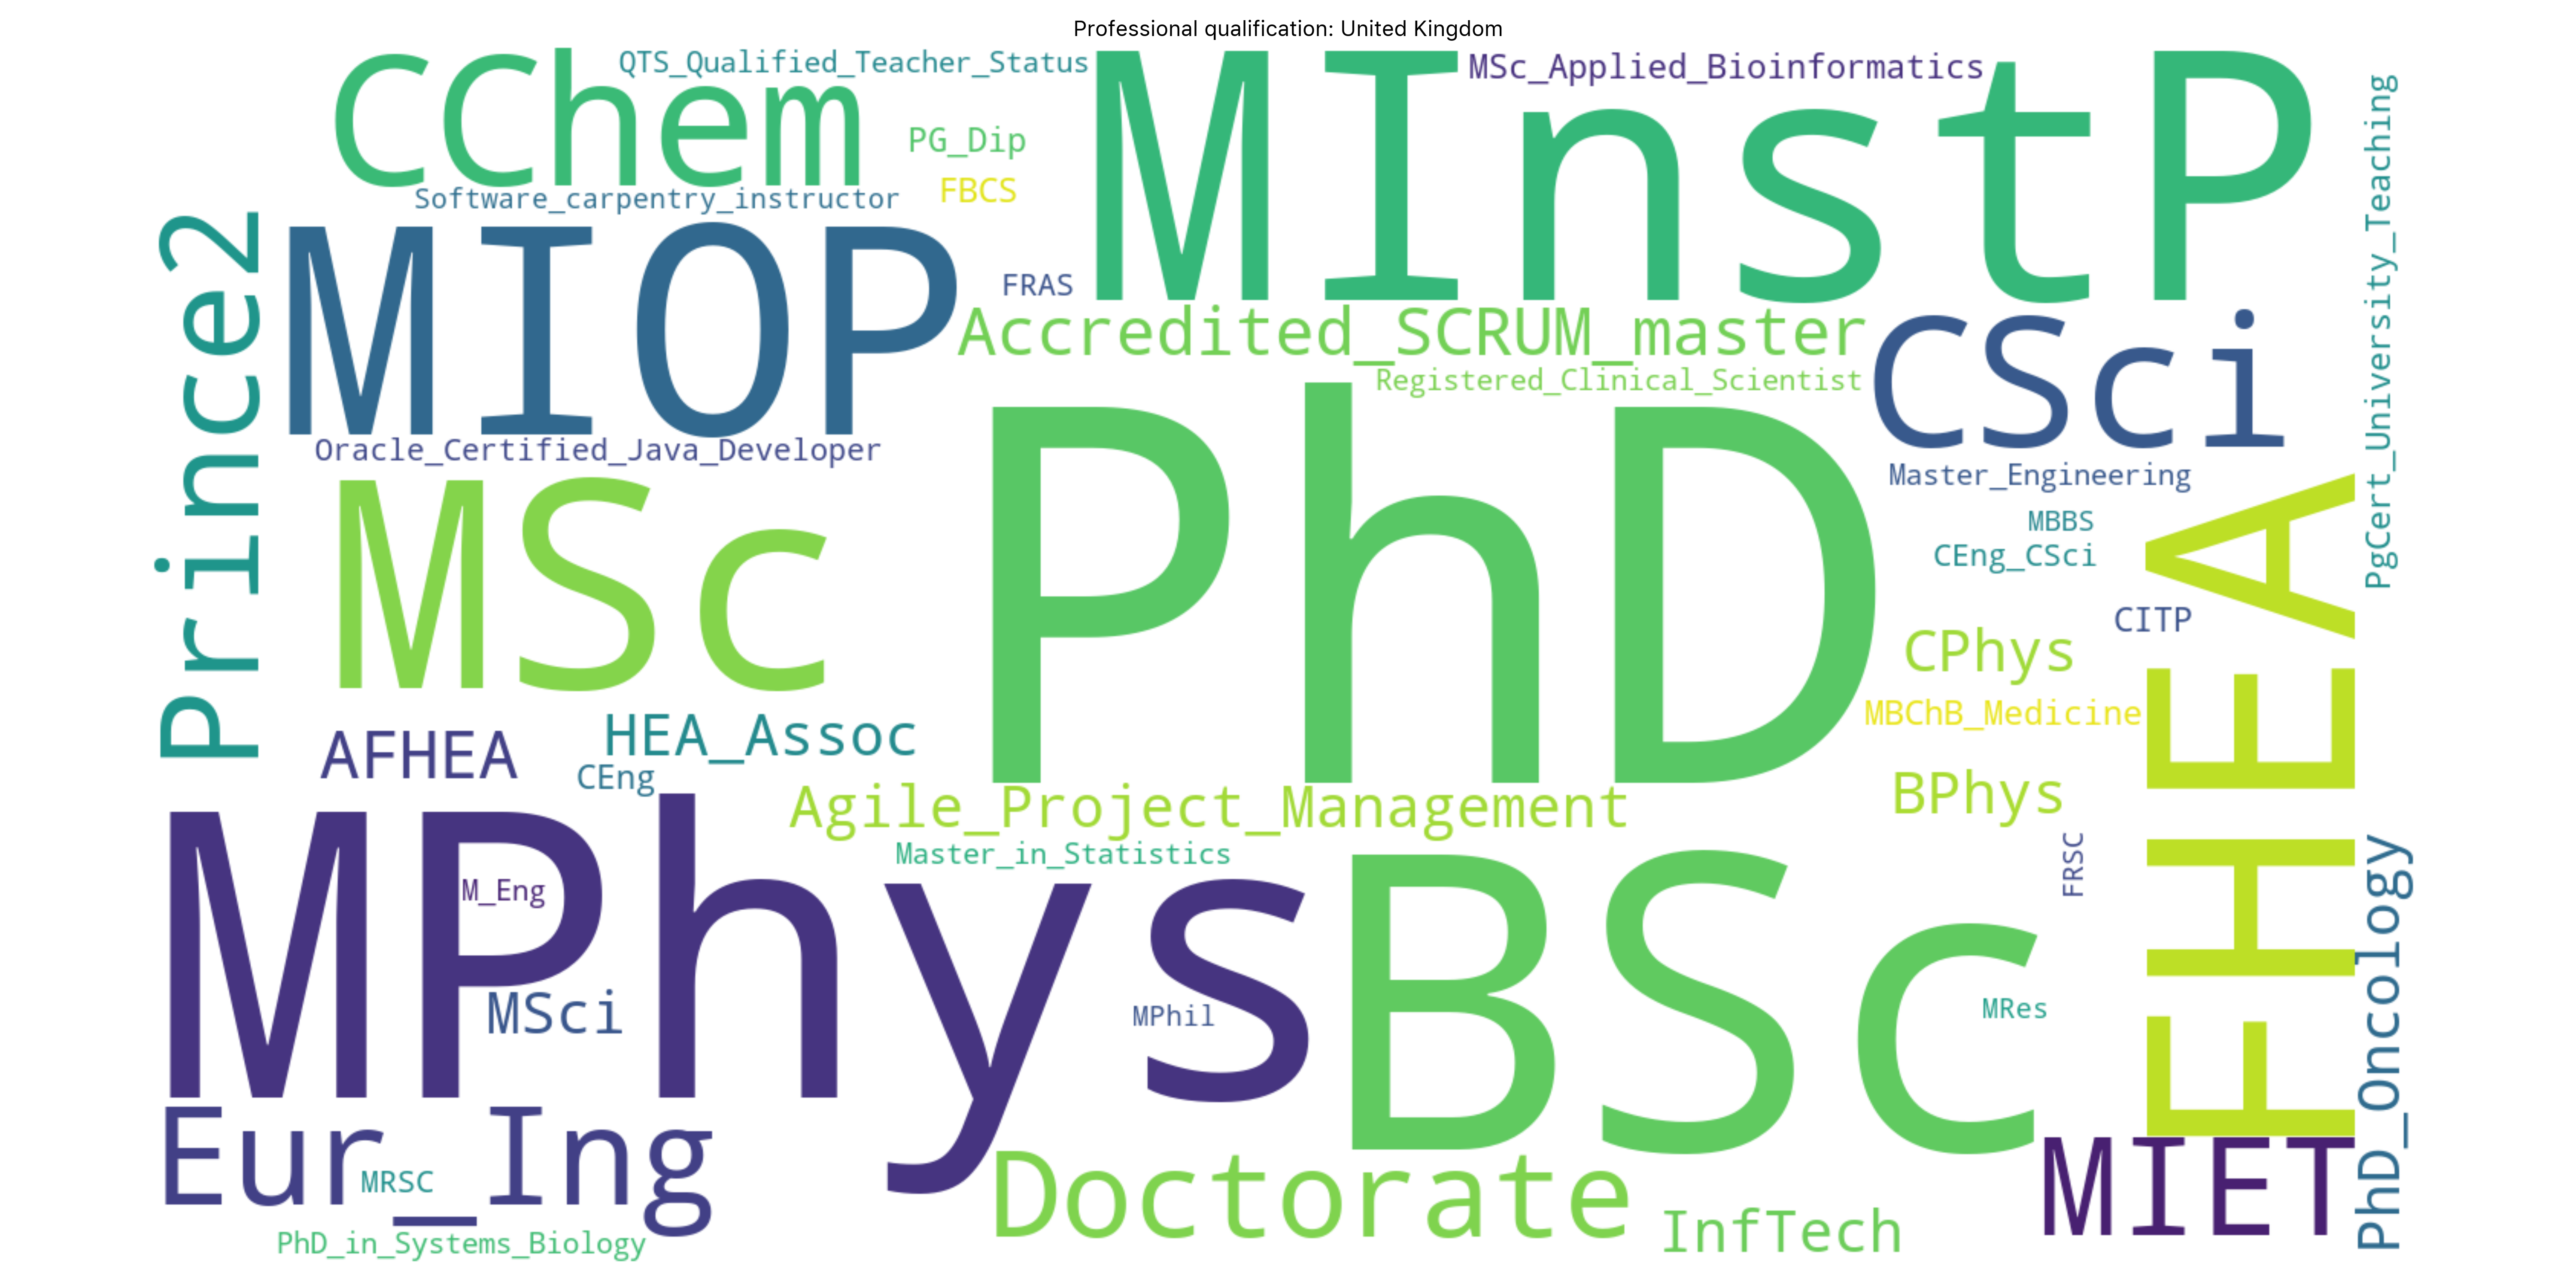 Professional qualification: United Kingdom
CChem
QTS_Qualified_Teacher_Status
MInstP
MSc_Applied_Bioinformatics
PgCert_University_Teaching
PG_Dip
FBCS
Software_carpentry_instructor
Prince2
MIOP
FRAS
Accredited_SCRUM_master
CSci
Registered_Clinical_Scientist
Oracle_Certified_Java_Developer
PhD
MSc
Master_Engineering
MBBS
CEng_CSci
FHEA
CITP
CPhys
MBChB_Medicine
AFHEA
HEA_Assoc
CEng
Agile_Project_Management
BPhys
Master_in_Statistics
FRSC
MPhys
M_Eng
BSc
MSci
MPhil
MRes
PhD_Oncology
Eur_Ing
MRSC
Doctorate
MIET
InfTech
PhD_in_Systems_Biology